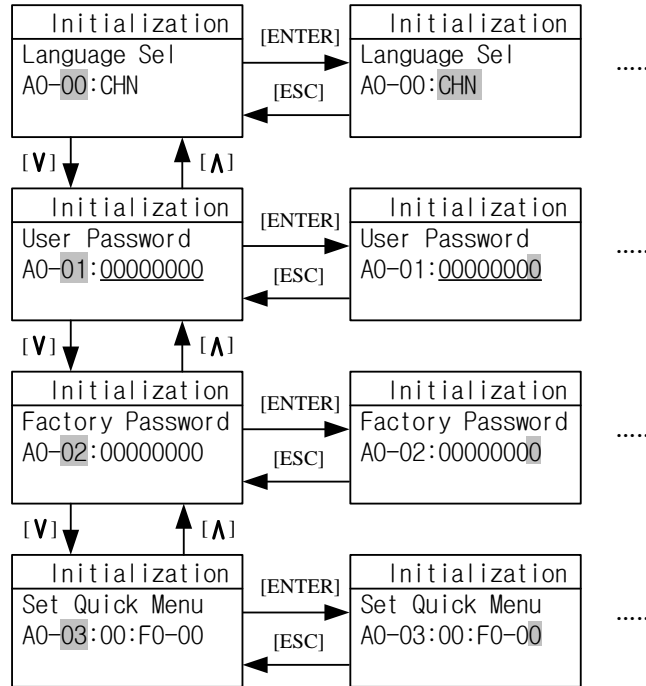 Initialization
Language Sel
A0-00:CHN
[ENTER]
[ESC]
Initialization
Language Sel
A0-00:CHN
......
[∨] [∧]
Initialization
User Password
A0-01:00000000
[ENTER]
[ESC]
Initialization
User Password
A0-01:00000000
......
[∨] [∧]
Initialization
Factory Password
A0-02:00000000
[ENTER]
[ESC]
Initialization
Factory Password
A0-02:00000000
......
[∨] [∧]
Initialization
Set Quick Menu
A0-03:00:F0-00
[ENTER]
[ESC]
Initialization
Set Quick Menu
A0-03:00:F0-00
......